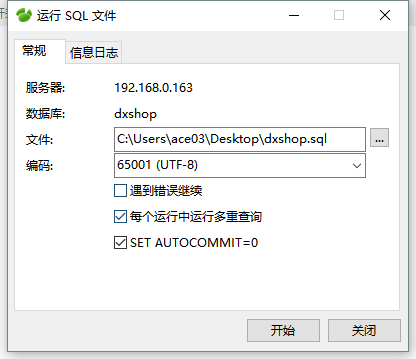 运行 SQL 文件
常规 信息日志
服务器: 192.168.0.163
数据库: dxshop
文件: C:\Users\ace03\Desktop\dxshop.sql ...
编码: 65001 (UTF-8)
遇到错误继续
每个运行中运行多重查询
SET AUTOCOMMIT=0
开始 关闭